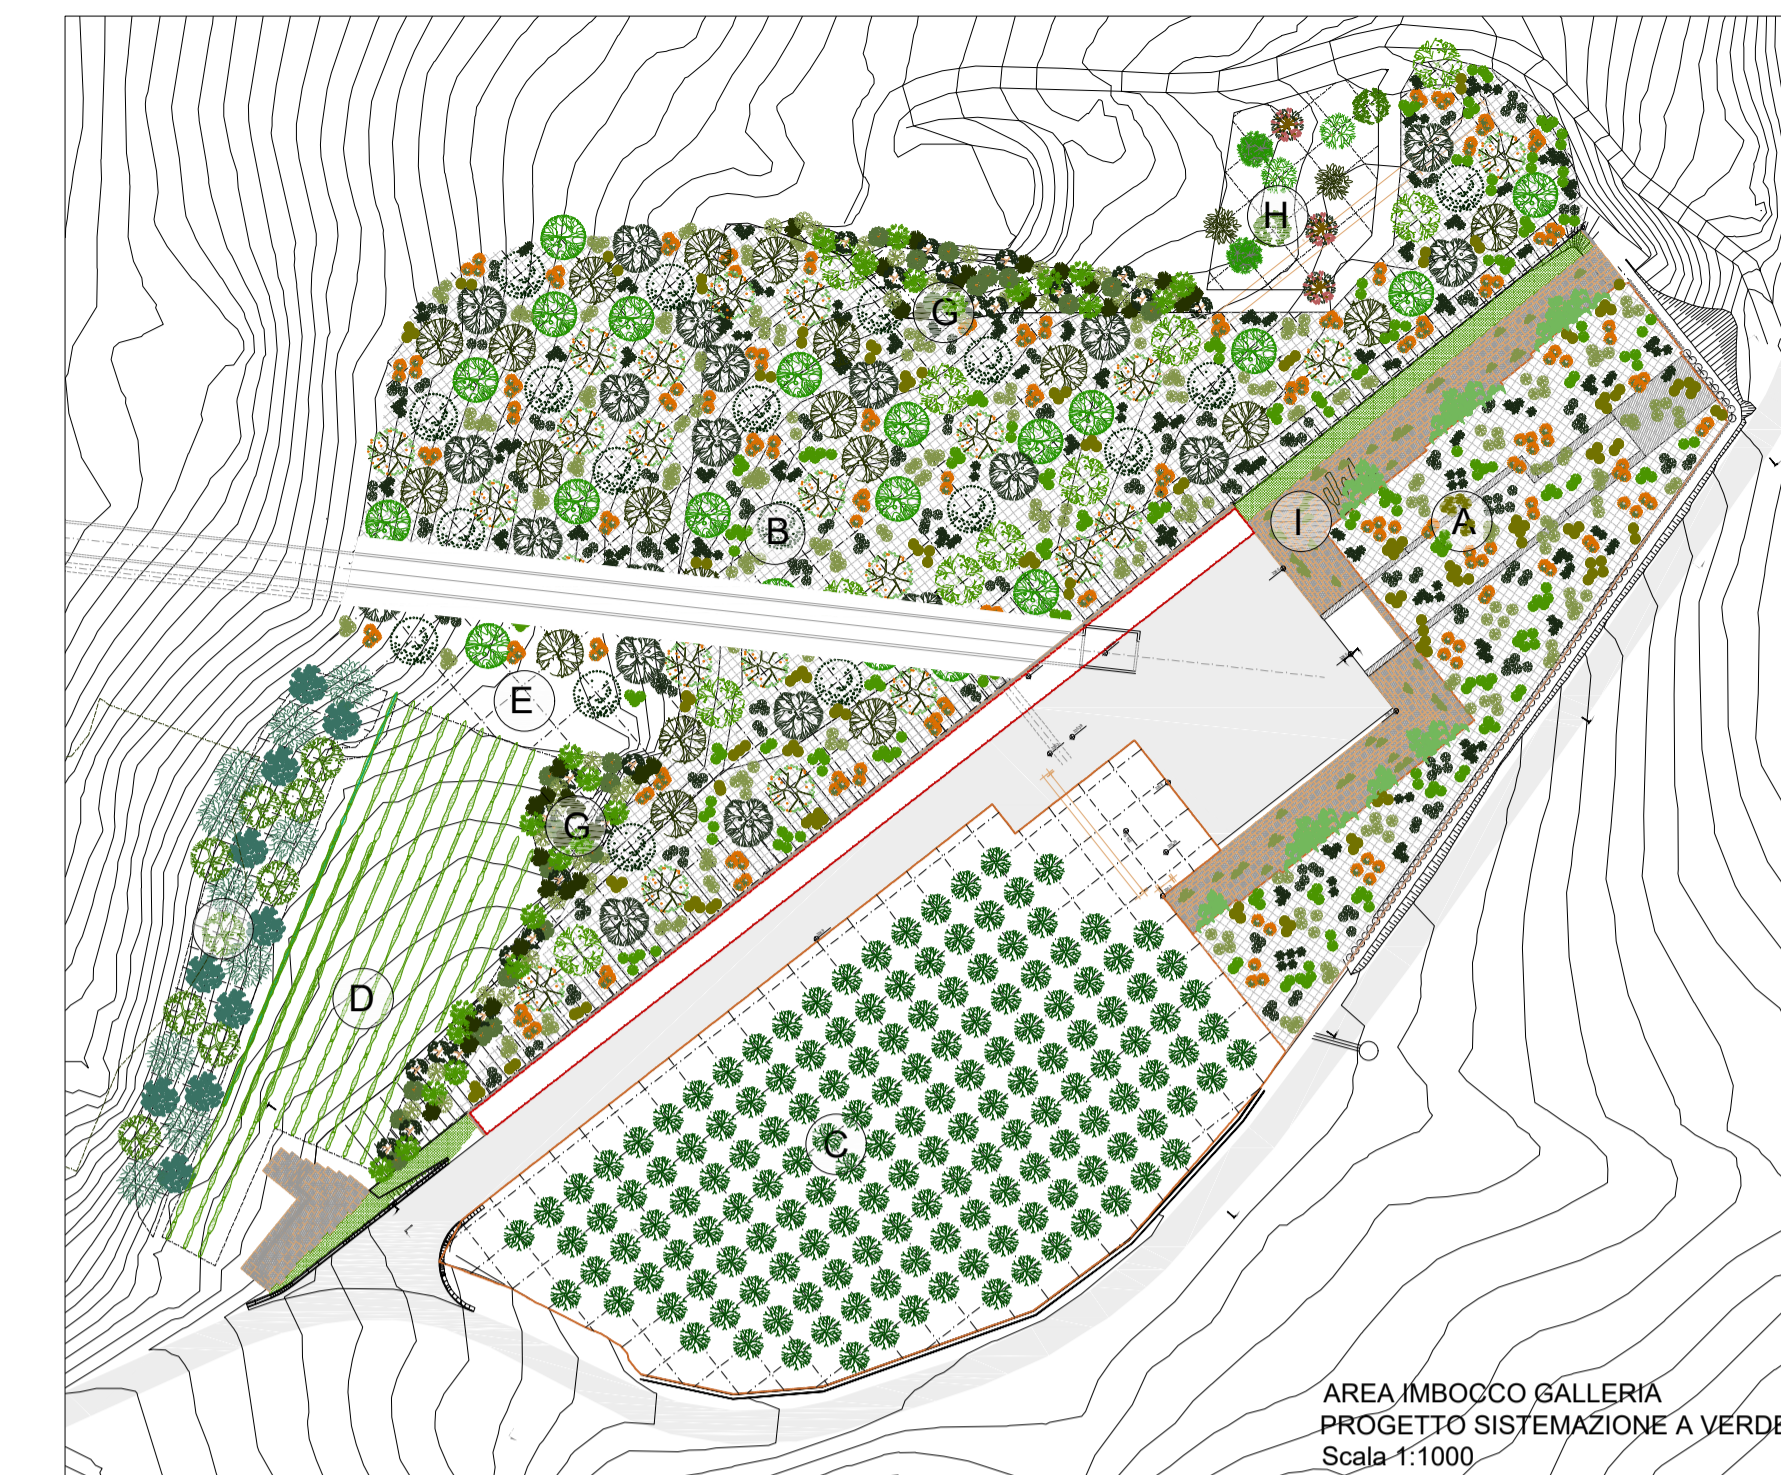 H
G
B
I
A
E
G
D
C
AREA IMBOCCO GALLERIA
PROGETTO SISTEMAZIONE A VERDE
Scala 1:1000